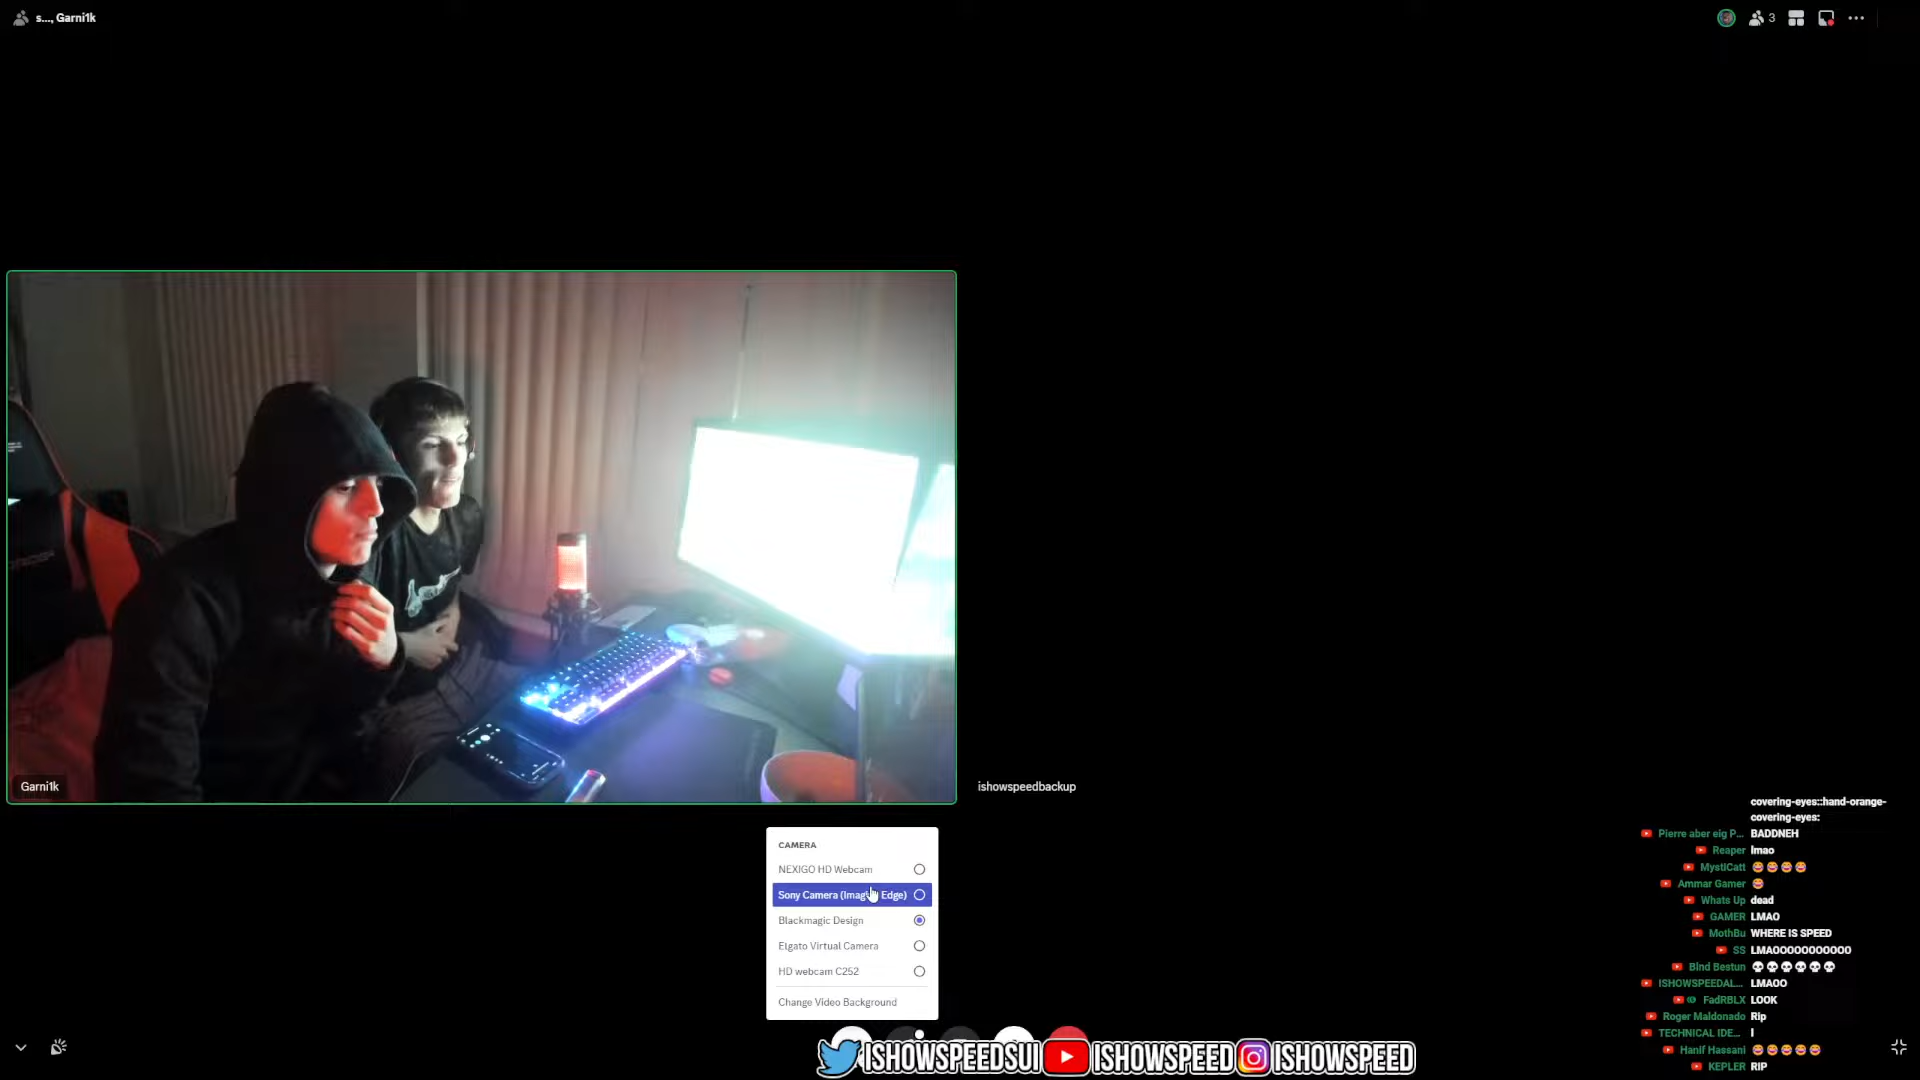 s..., Garni1k
3
Garni1k
ishowspeedbackup
CAMERA
NEXIGO HD Webcam
Sony Camera (Imag Edge)
Blackmagic Design
Elgato Virtual Camera
HD webcam C252
Change Video Background
covering-eyes::hand-orange-
covering-eyes:
Pierre aber eig P... BADDNEH
Reaper lmao
MystiCatt
Ammar Gamer
Whats Up dead
GAMER LMAO
MothBu WHERE IS SPEED
SS LMAOOOOOOOOOOO
Bind Bestun
ISHOWSPEEDAL... LMAOO
FadRBLX LOOK
Roger Maldonado Rip
TECHNICAL IDE... I
Hanif Hassani
KEPLER RIP
ISHOWSPEEDSUI ISHOWSPEED ISHOWSPEED